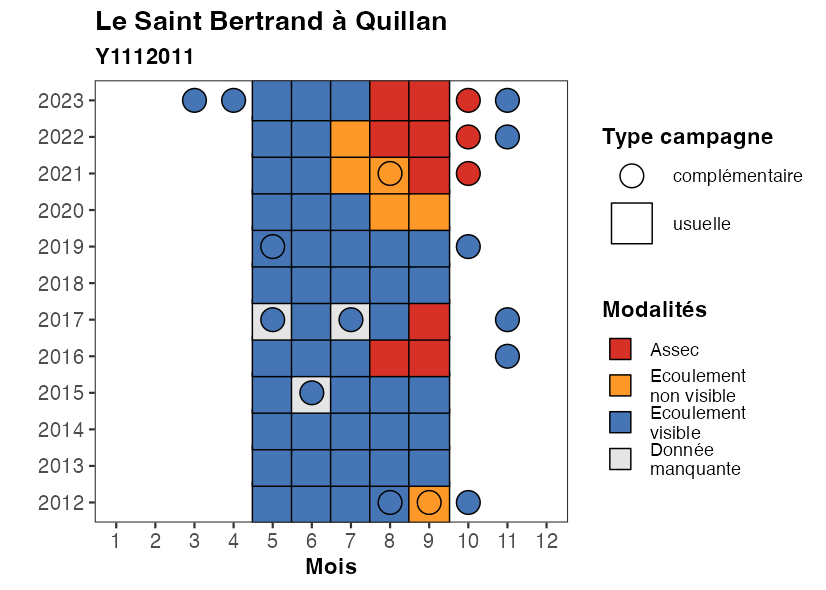 Le Saint Bertrand à Quillan
Y1112011
2023
2022
2021
2020
2019
2018
2017
2016
2015
2014
2013
2012
1 2 3 4 5 6 7 8 9 10 11 12
Mois
Type campagne
complémentaire
usuelle
Modalités
Assec
Ecoulement
non visible
Ecoulement
visible
Donnée
manquante